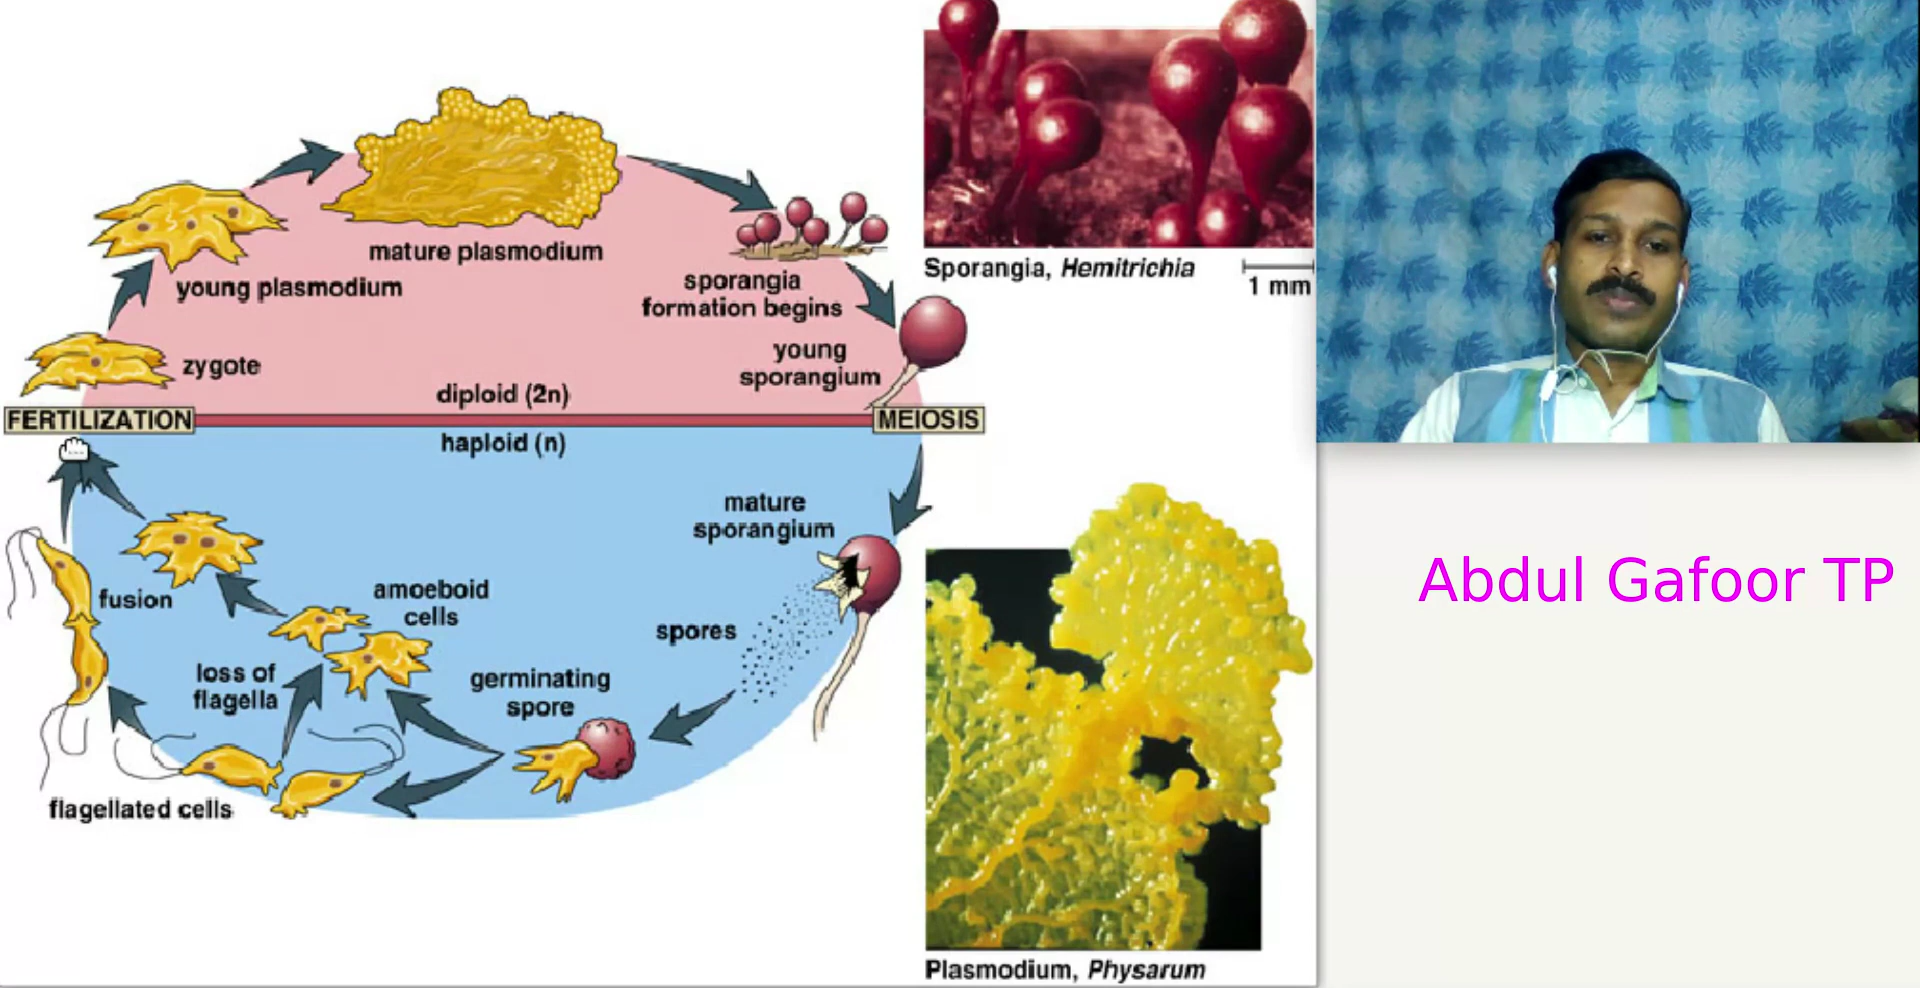 mature plasmodium
young plasmodium
zygote
sporangia
formation begins
young
sporangium
diploid (2n)
FERTILIZATION
MEIOSIS
haploid (n)
mature
sporangium
fusion
amoeboid
cells
spores
loss of
flagella
germinating
spore
flagellated cells
Sporangia, Hemitrichia
1 mm
Plasmodium, Physarum
Abdul Gafoor TP